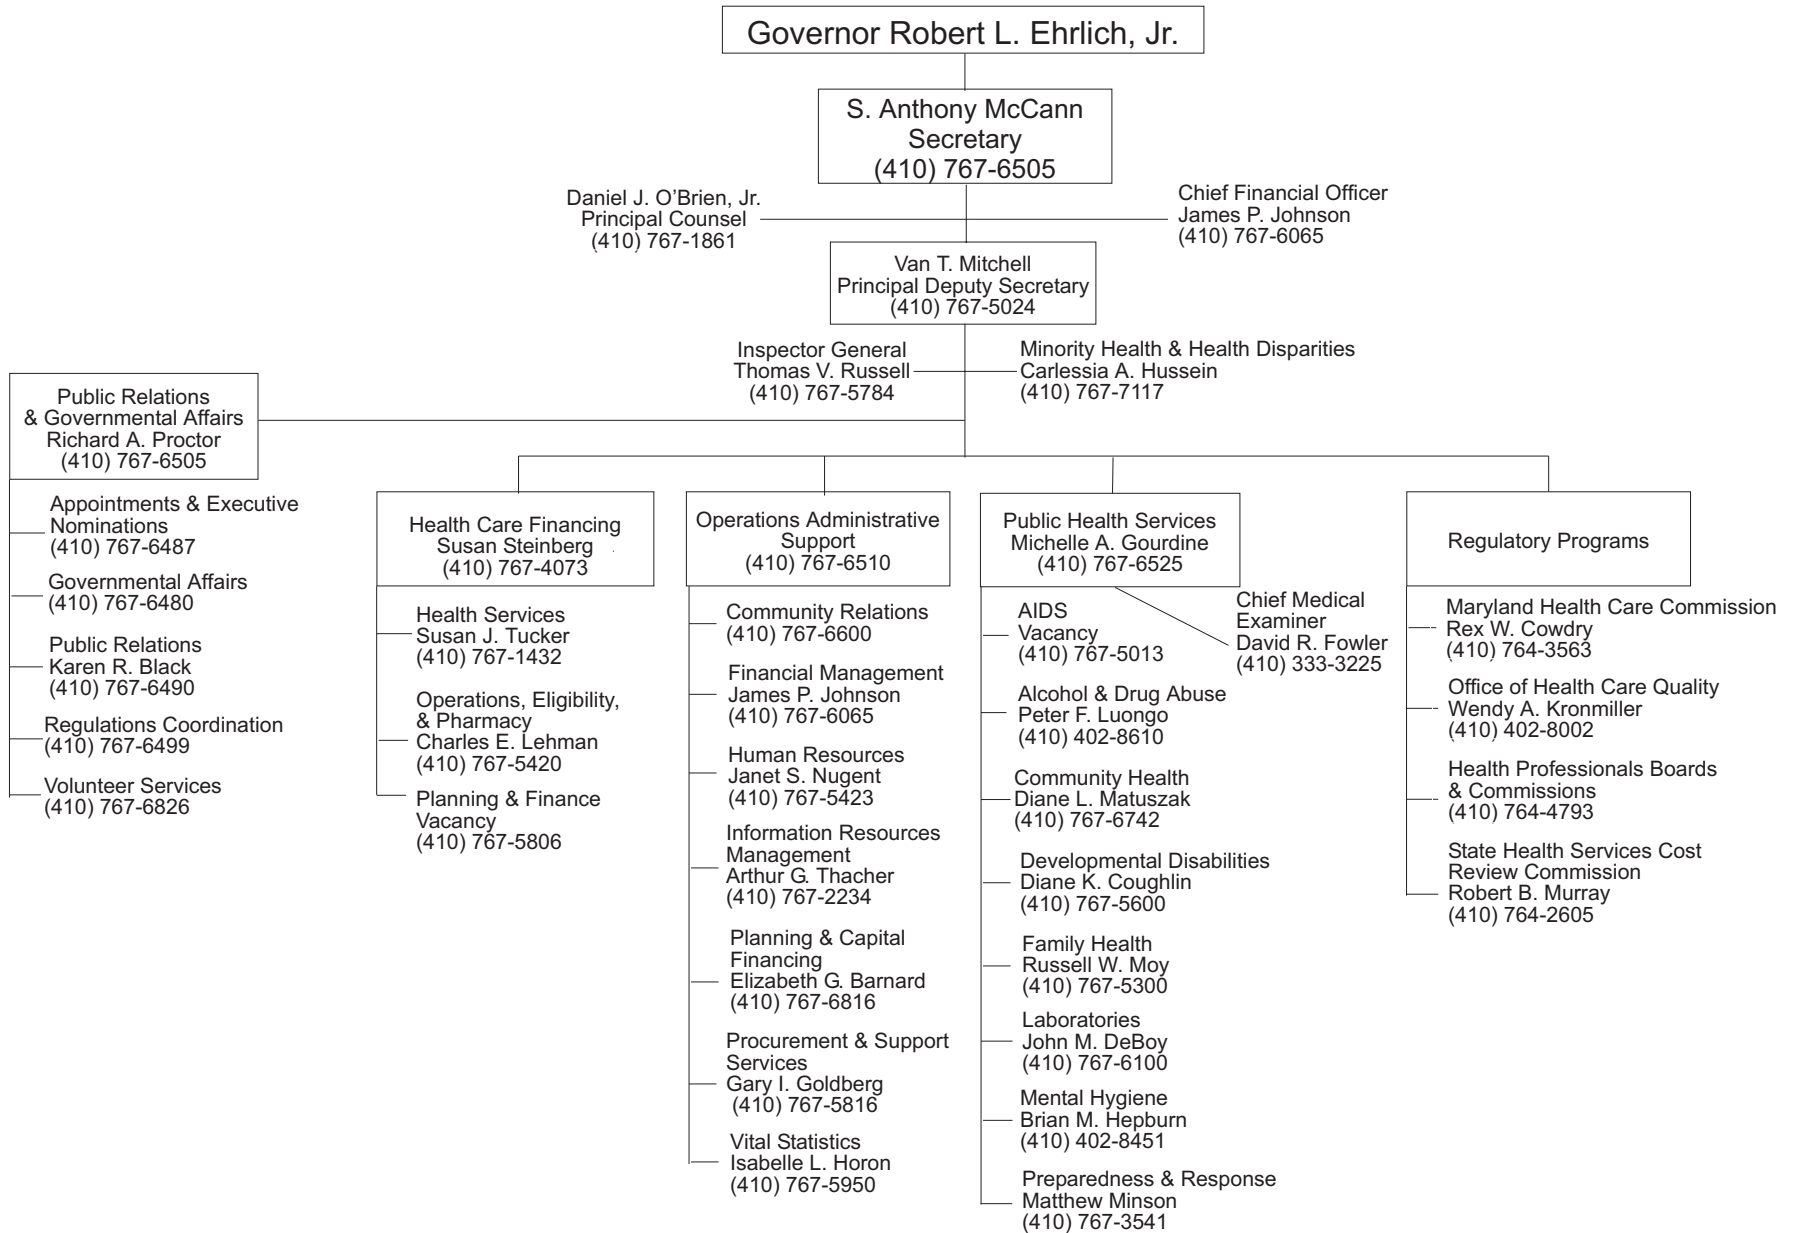 Governor Robert L. Ehrlich, Jr.
S. Anthony McCann
Secretary
(410) 767-6505
Daniel J. O’Brien, Jr.
Principal Counsel
(410) 767-1861
Chief Financial Officer
James P. Johnson
(410) 767-6065
Van T. Mitchell
Principal Deputy Secretary
(410) 767-5024
Inspector General
Thomas V. Russell
(410) 767-5784
Minority Health & Health Disparities
Carlessia A. Hussein
(410) 767-7117
Public Relations
& Governmental Affairs
Richard A. Proctor
(410) 767-6505
Appointments & Executive
Nominations
(410) 767-6487
Governmental Affairs
(410) 767-6480
Public Relations
Karen R. Black
(410) 767-6490
Regulations Coordination
(410) 767-6499
Volunteer Services
(410) 767-6826
Health Care Financing
Susan Steinberg
(410) 767-4073
Health Services
Susan J. Tucker
(410) 767-1432
Operations, Eligibility,
& Pharmacy
Charles E. Lehman
(410) 767-5420
Planning & Finance
Vacancy
(410) 767-5806
Operations Administrative
Support
(410) 767-6510
Community Relations
(410) 767-6600
Financial Management
James P. Johnson
(410) 767-6065
Human Resources
Janet S. Nugent
(410) 767-5423
Information Resources
Management
Arthur G. Thacher
(410) 767-2234
Planning & Capital
Financing
Elizabeth G. Barnard
(410) 767-6816
Procurement & Support
Services
Gary I. Goldberg
(410) 767-5816
Vital Statistics
Isabelle L. Horon
(410) 767-5950
Public Health Services
Michelle A. Gourdine
(410) 767-6525
Chief Medical
Examiner
David R. Fowler
(410) 333-3225
AIDS
Vacancy
(410) 767-5013
Alcohol & Drug Abuse
Peter F. Luongo
(410) 402-8610
Community Health
Diane L. Matuszak
(410) 767-6742
Developmental Disabilities
Diane K. Coughlin
(410) 767-5600
Family Health
Russell W. Moy
(410) 767-5300
Laboratories
John M. DeBoy
(410) 767-6100
Mental Hygiene
Brian M. Hepburn
(410) 402-8451
Preparedness & Response
Matthew Minson
(410) 767-3541
Regulatory Programs
Maryland Health Care Commission
Rex W. Cowdry
(410) 764-3563
Office of Health Care Quality
Wendy A. Kronmiller
(410) 402-8002
Health Professionals Boards
& Commissions
(410) 764-4793
State Health Services Cost
Review Commission
Robert B. Murray
(410) 764-2605